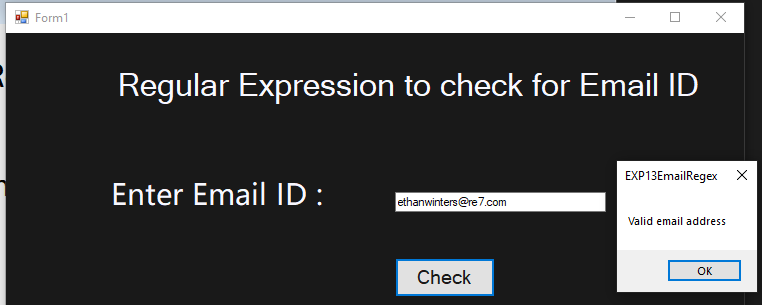 Form1
Regular Expression to check for Email ID
Enter Email ID :
ethanwinters@re7.com
Check
EXP13EmailRegex
Valid email address
OK